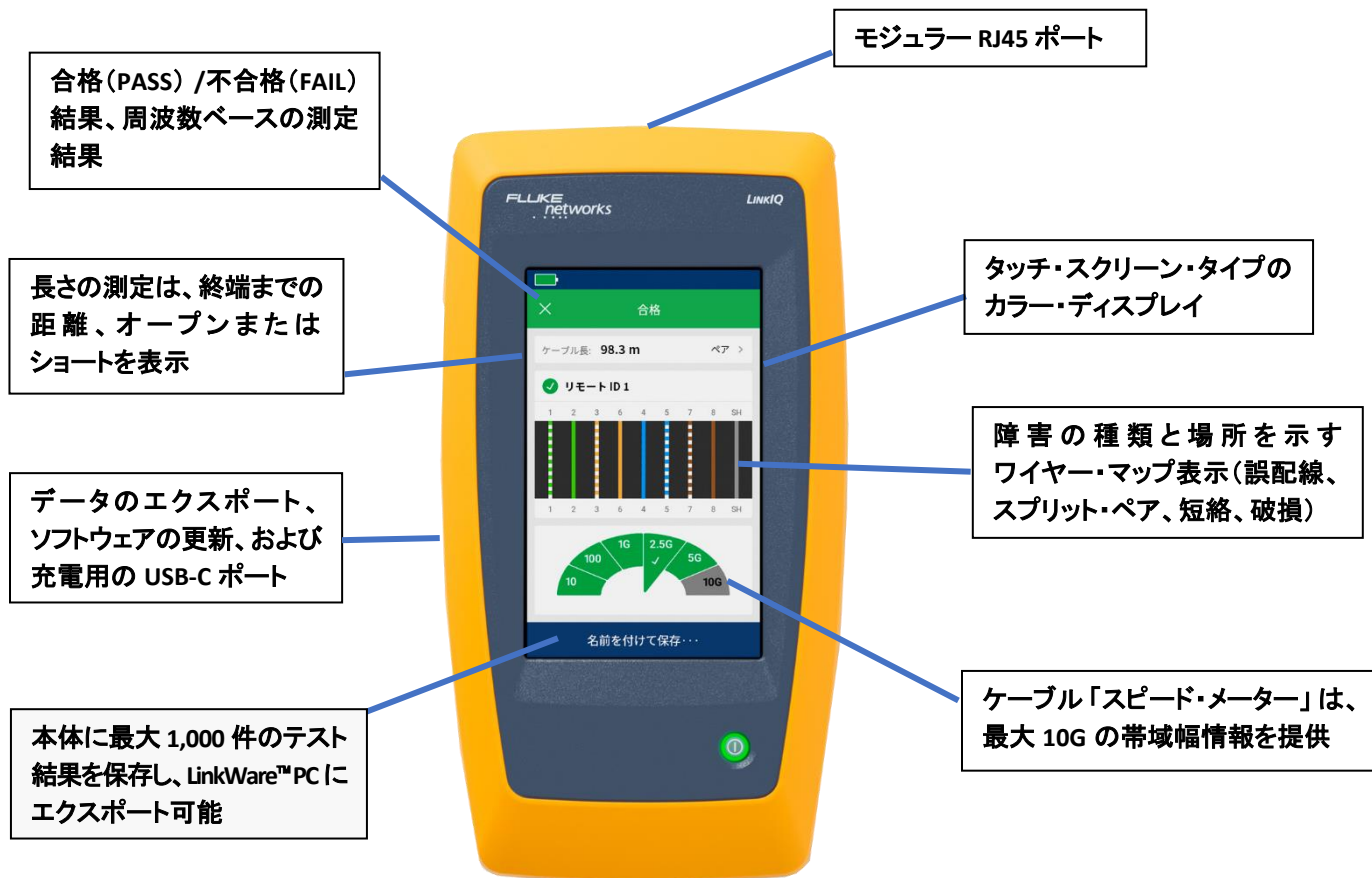 モジュラー RJ45 ポート
合格（PASS）/不合格（FAIL）
結果、周波数ベースの測定
結果
FLUKE
networks
LINKIQ
長さの測定は、終端までの
距離、オープンまたは
ショートを表示
タッチ・スクリーン・タイプの
カラー・ディスプレイ
合格
ケーブル長: 98.3 m ペア >
リモート ID 1
1 2 3 6 4 5 7 8 SH
1 2 3 6 4 5 7 8 SH
障害の種類と場所を示す
ワイヤー・マップ表示（誤配線、
スプリット・ペア、短絡、破損）
データのエクスポート、
ソフトウェアの更新、および
充電用の USB-C ポート
10 100 1G 2.5G 5G 10G
名前を付けて保存･･･
ケーブル「スピード・メーター」は、
最大 10G の帯域幅情報を提供
本体に最大 1,000 件のテスト
結果を保存し、LinkWare™ PC に
エクスポート可能